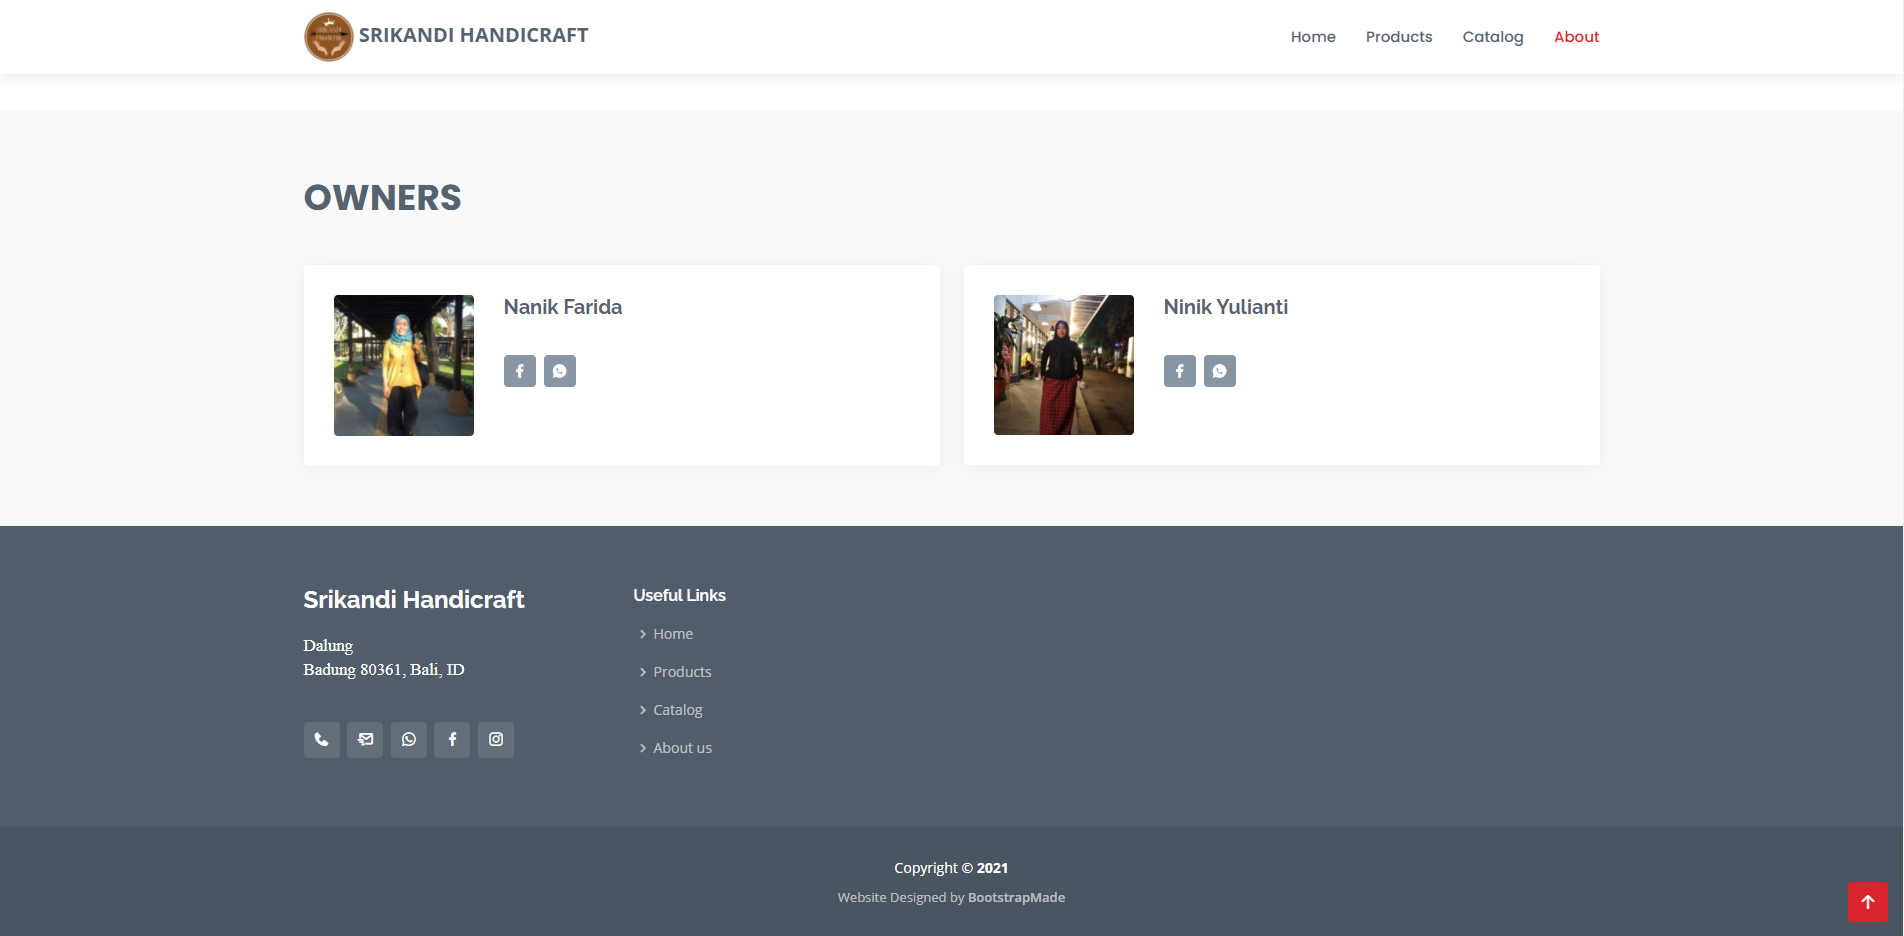 SRIKANDI
SRIKANDI HANDICRAFT
Home
Products
Catalog
About
OWNERS
Nanik Farida
Ninik Yulianti
Srikandi Handicraft
Useful Links
Dalung
Badung 80361, Bali, ID
Home
Products
Catalog
About us
Copyright © 2021
Website Designed by BootstrapMade